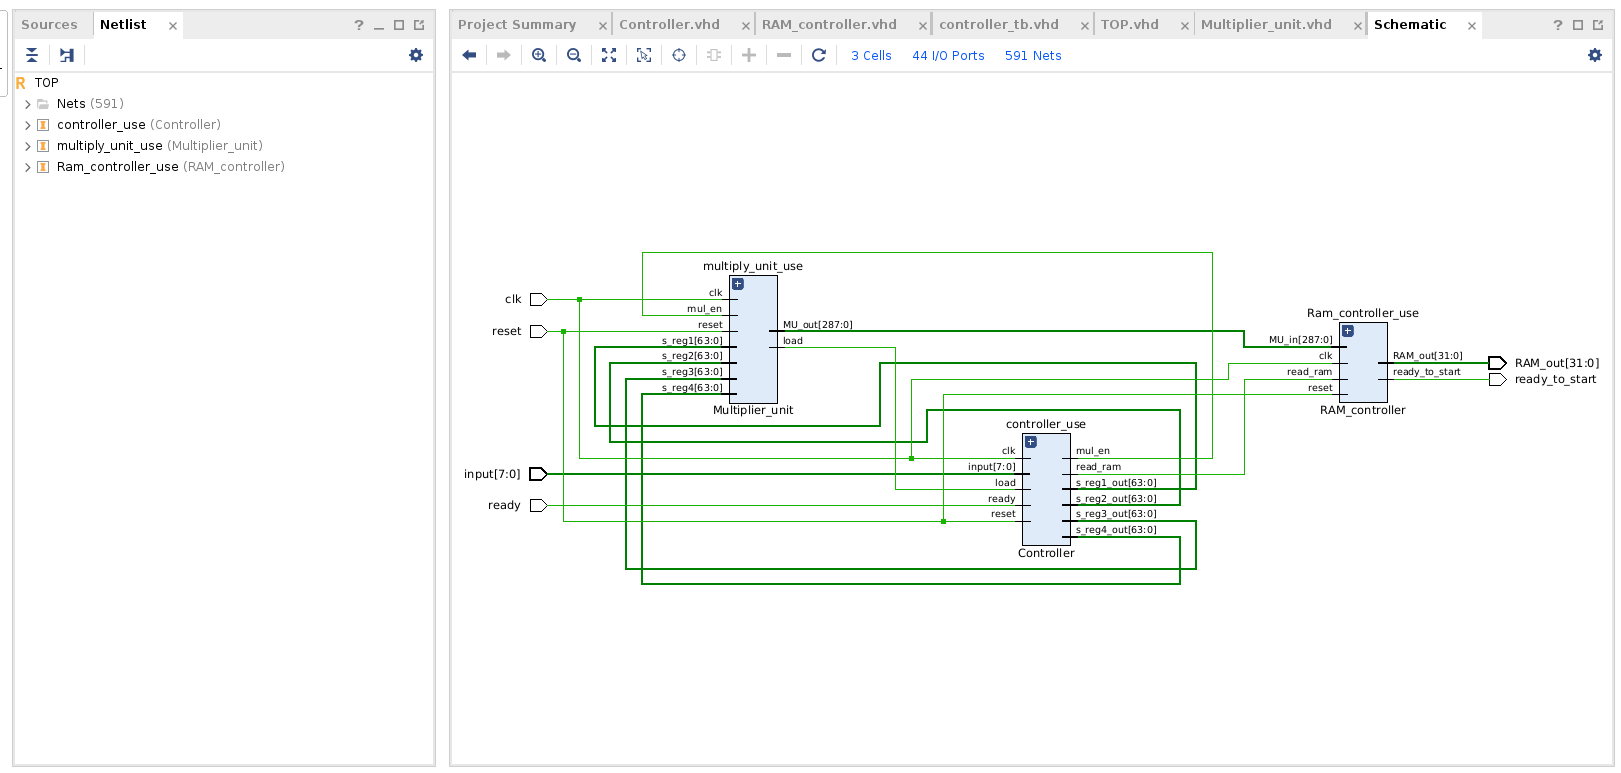 Sources Netlist × ?
TOP
Nets (591)
controller_use (Controller)
multiply_unit_use (Multiplier_unit)
Ram_controller_use (RAM_controller)
Project Summary × Controller.vhd × RAM_controller.vhd × controller_tb.vhd × TOP.vhd × Multiplier_unit.vhd × Schematic × ?
3 Cells 44 I/O Ports 591 Nets
multiply_unit_use
clk
mul_en
reset
s_reg1[63:0]
s_reg2[63:0]
s_reg3[63:0]
s_reg4[63:0]
MU_out[287:0]
load
Multiplier_unit
clk
reset
input[7:0]
ready
controller_use
clk
input[7:0]
load
ready
reset
mul_en
read_ram
s_reg1_out[63:0]
s_reg2_out[63:0]
s_reg3_out[63:0]
s_reg4_out[63:0]
Controller
Ram_controller_use
MU_in[287:0]
clk
read_ram
reset
RAM_out[31:0]
ready_to_start
RAM_controller
RAM_out[31:0]
ready_to_start